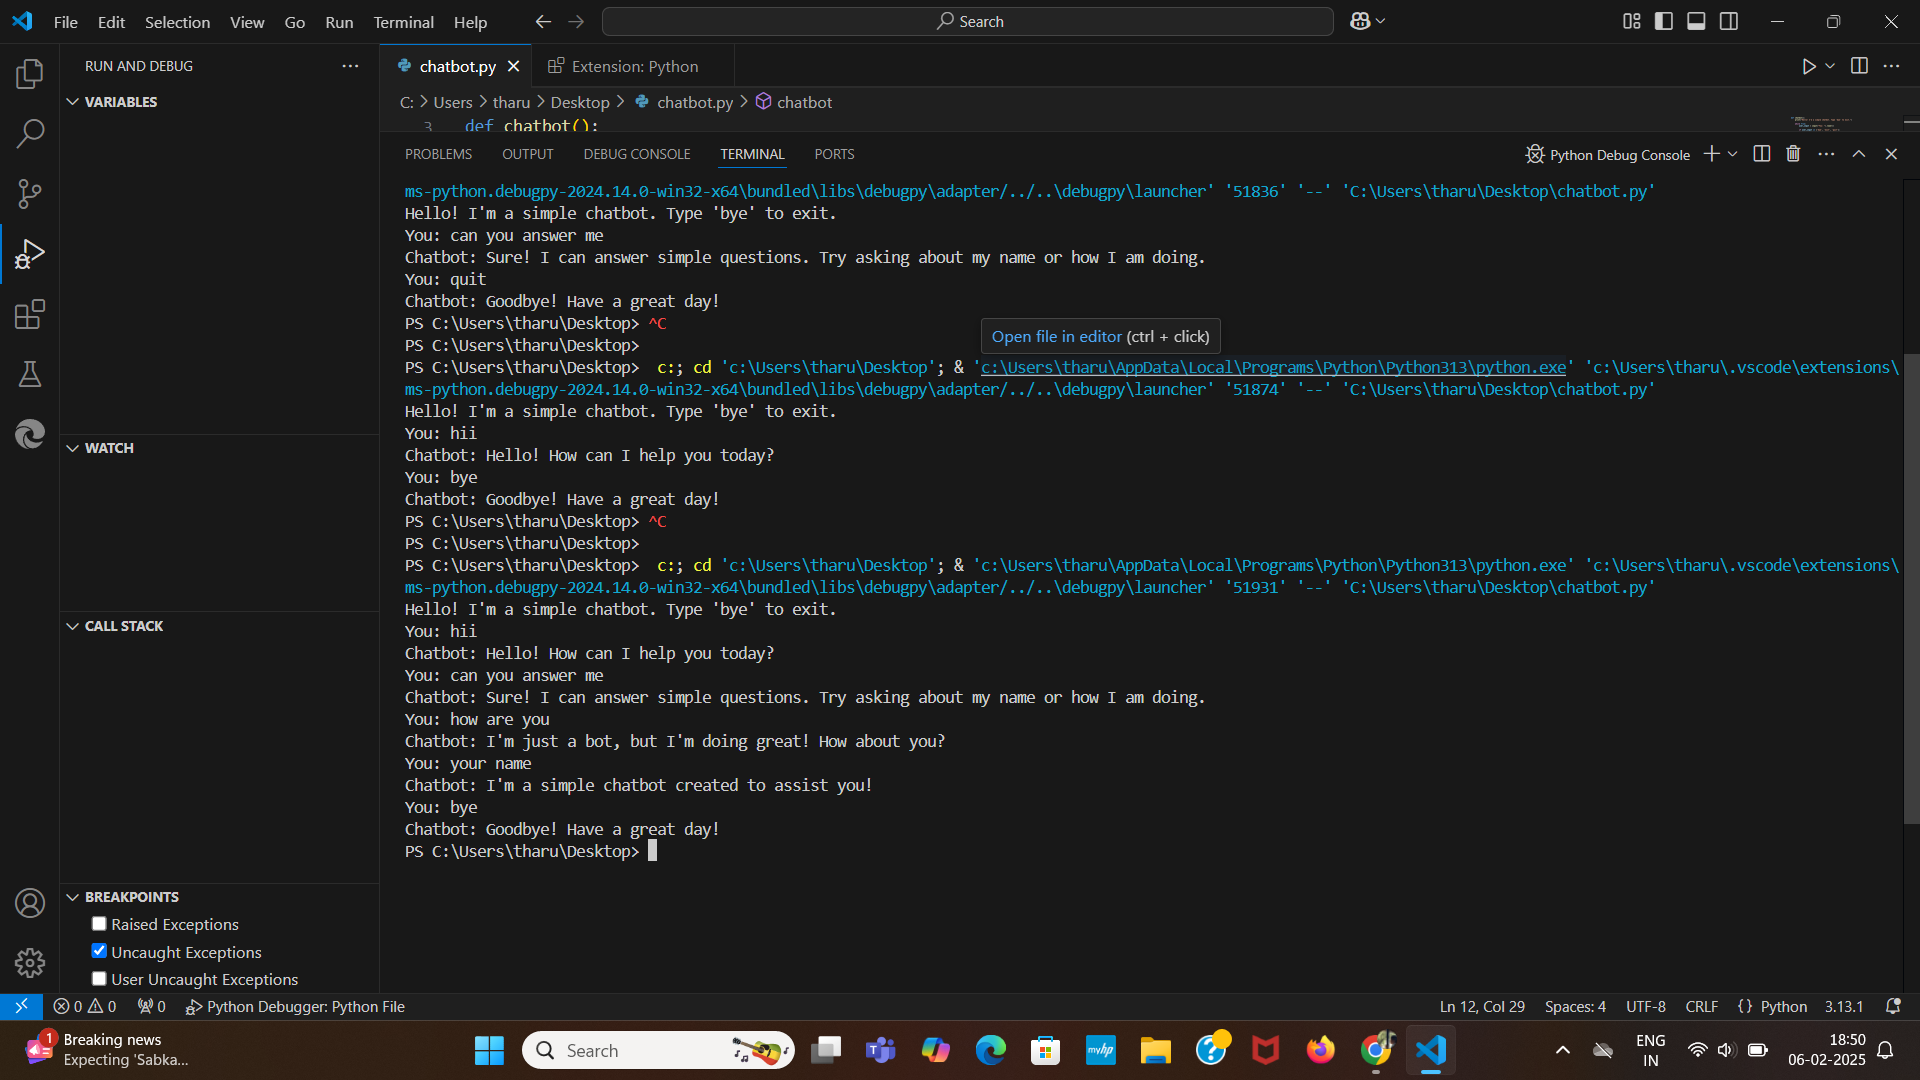 File Edit Selection View Go Run Terminal Help
Search
RUN AND DEBUG
chatbot.py
Extension: Python
VARIABLES
C: > Users > tharu > Desktop > chatbot.py > chatbot
3 def chatbot():
PROBLEMS OUTPUT DEBUG CONSOLE TERMINAL PORTS
Python Debug Console
ms-python.debugpy-2024.14.0-win32-x64\bundled\libs\debugpy\adapter/../..\debugpy\launcher' '51836' '--' 'C:\Users\tharu\Desktop\chatbot.py'
Hello! I'm a simple chatbot. Type 'bye' to exit.
You: can you answer me
Chatbot: Sure! I can answer simple questions. Try asking about my name or how I am doing.
You: quit
Chatbot: Goodbye! Have a great day!
PS C:\Users\tharu\Desktop> ^C
Open file in editor (ctrl + click)
PS C:\Users\tharu\Desktop>
PS C:\Users\tharu\Desktop>  c:; cd 'c:\Users\tharu\Desktop'; & 'c:\Users\tharu\AppData\Local\Programs\Python\Python313\python.exe' 'c:\Users\tharu\.vscode\extensions\
ms-python.debugpy-2024.14.0-win32-x64\bundled\libs\debugpy\adapter/../..\debugpy\launcher' '51874' '--' 'C:\Users\tharu\Desktop\chatbot.py'
Hello! I'm a simple chatbot. Type 'bye' to exit.
You: hii
Chatbot: Hello! How can I help you today?
You: bye
Chatbot: Goodbye! Have a great day!
PS C:\Users\tharu\Desktop> ^C
PS C:\Users\tharu\Desktop>
PS C:\Users\tharu\Desktop>  c:; cd 'c:\Users\tharu\Desktop'; & 'c:\Users\tharu\AppData\Local\Programs\Python\Python313\python.exe' 'c:\Users\tharu\.vscode\extensions\
ms-python.debugpy-2024.14.0-win32-x64\bundled\libs\debugpy\adapter/../..\debugpy\launcher' '51931' '--' 'C:\Users\tharu\Desktop\chatbot.py'
Hello! I'm a simple chatbot. Type 'bye' to exit.
You: hii
Chatbot: Hello! How can I help you today?
You: can you answer me
Chatbot: Sure! I can answer simple questions. Try asking about my name or how I am doing.
You: how are you
Chatbot: I'm just a bot, but I'm doing great! How about you?
You: your name
Chatbot: I'm a simple chatbot created to assist you!
You: bye
Chatbot: Goodbye! Have a great day!
PS C:\Users\tharu\Desktop>
WATCH
CALL STACK
BREAKPOINTS
Raised Exceptions
Uncaught Exceptions
User Uncaught Exceptions
0 0 0 Python Debugger: Python File
Ln 12, Col 29 Spaces: 4 UTF-8 CRLF {} Python 3.13.1
1
Breaking news
Expecting 'Sabka...
Search
myhp
ENG
IN
18:50
06-02-2025